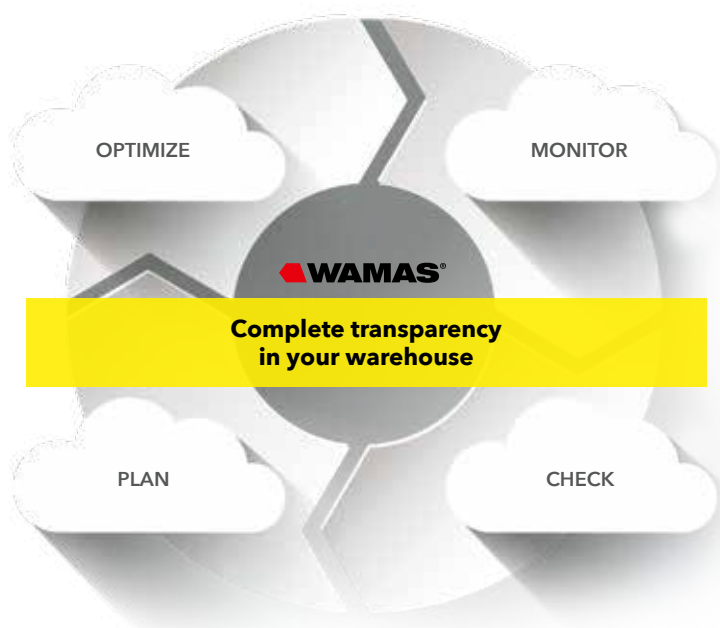 OPTIMIZE
MONITOR
WAMAS®
Complete transparency
in your warehouse
PLAN
CHECK